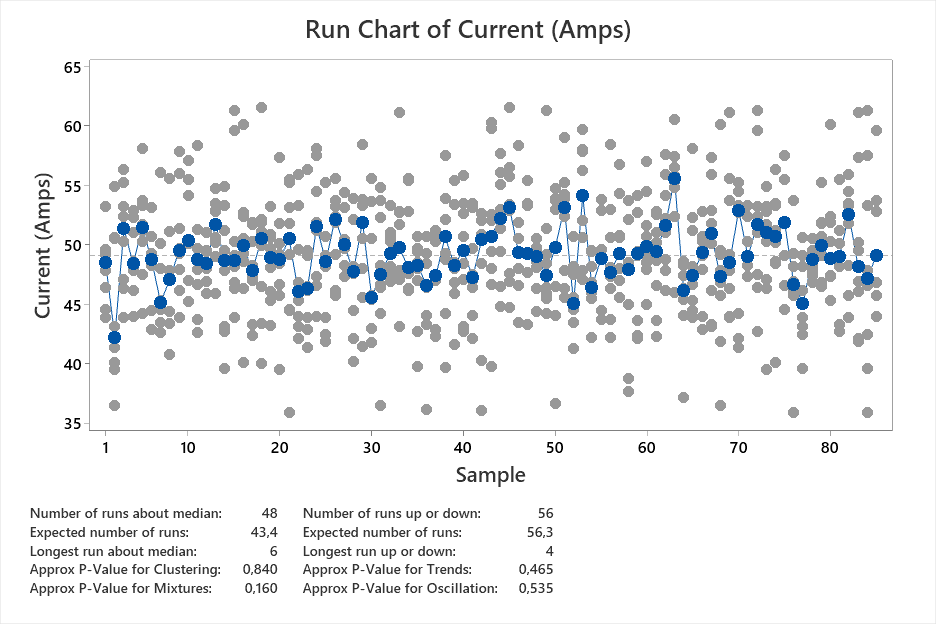 Run Chart of Current (Amps)
65
60
55
50
45
40
35
Current (Amps)
1 10 20 30 40 50 60 70 80
Sample
Number of runs about median: 48 Number of runs up or down: 56
Expected number of runs: 43,4 Expected number of runs: 56,3
Longest run about median: 6 Longest run up or down: 4
Approx P-Value for Clustering: 0,840 Approx P-Value for Trends: 0,465
Approx P-Value for Mixtures: 0,160 Approx P-Value for Oscillation: 0,535